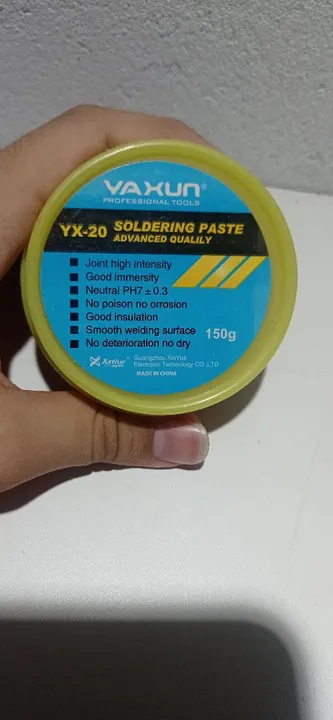 YAXUN®
PROFESSIONAL TOOLS
YX-20 SOLDERING PASTE
ADVANCED QUALILY
Joint high intensity
Good immersity
Neutral PH7 ± 0.3
No poison no orrosion
Good insulation
Smooth welding surface
No deterioration no dry
150g
XinYue
Guangzhou XinYue
Electronic Technology CO.,LTD
MADE IN CHINA